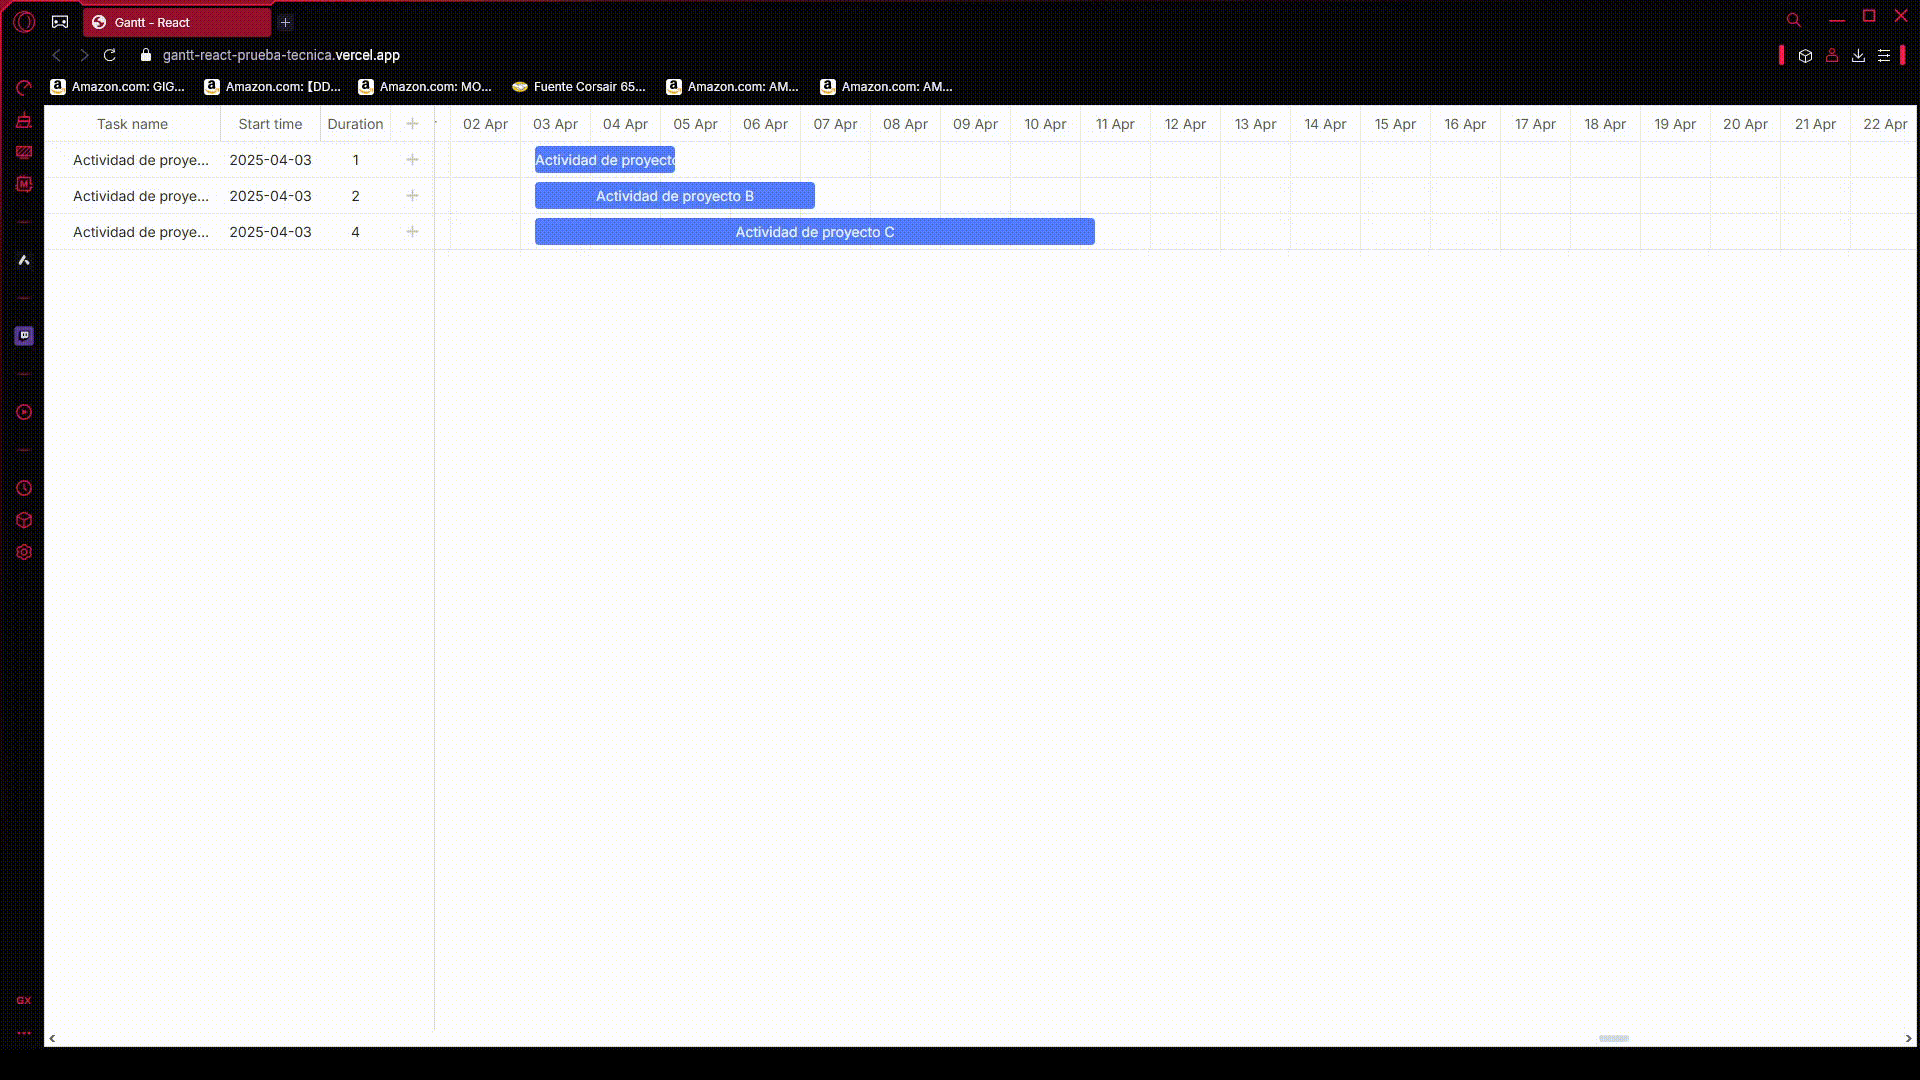 Gantt - React
gantt-react-prueba-tecnica.vercel.app
Amazon.com: GIG... Amazon.com: 【DD... Amazon.com: MO... Fuente Corsair 65... Amazon.com: AM... Amazon.com: AM...
Task name Start time Duration 02 Apr 03 Apr 04 Apr 05 Apr 06 Apr 07 Apr 08 Apr 09 Apr 10 Apr 11 Apr 12 Apr 13 Apr 14 Apr 15 Apr 16 Apr 17 Apr 18 Apr 19 Apr 20 Apr 21 Apr 22 Apr
Actividad de proye... 2025-04-03 1 Actividad de proyecto
Actividad de proye... 2025-04-03 2 Actividad de proyecto B
Actividad de proye... 2025-04-03 4 Actividad de proyecto C
GX